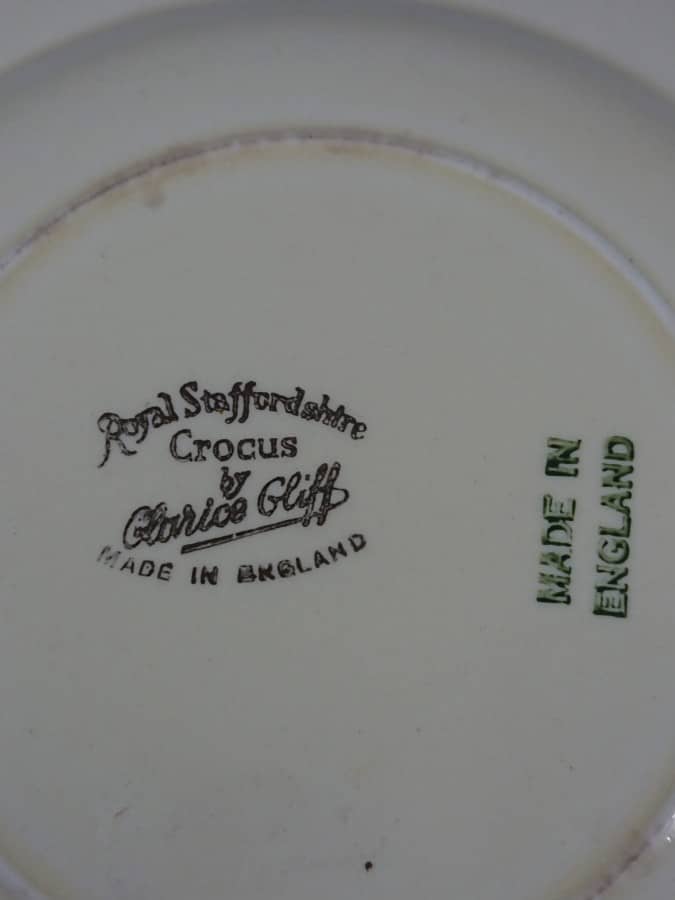 Royal Staffordshire
Crocus
by
Clarice Cliff
MADE IN ENGLAND
MADE IN
ENGLAND